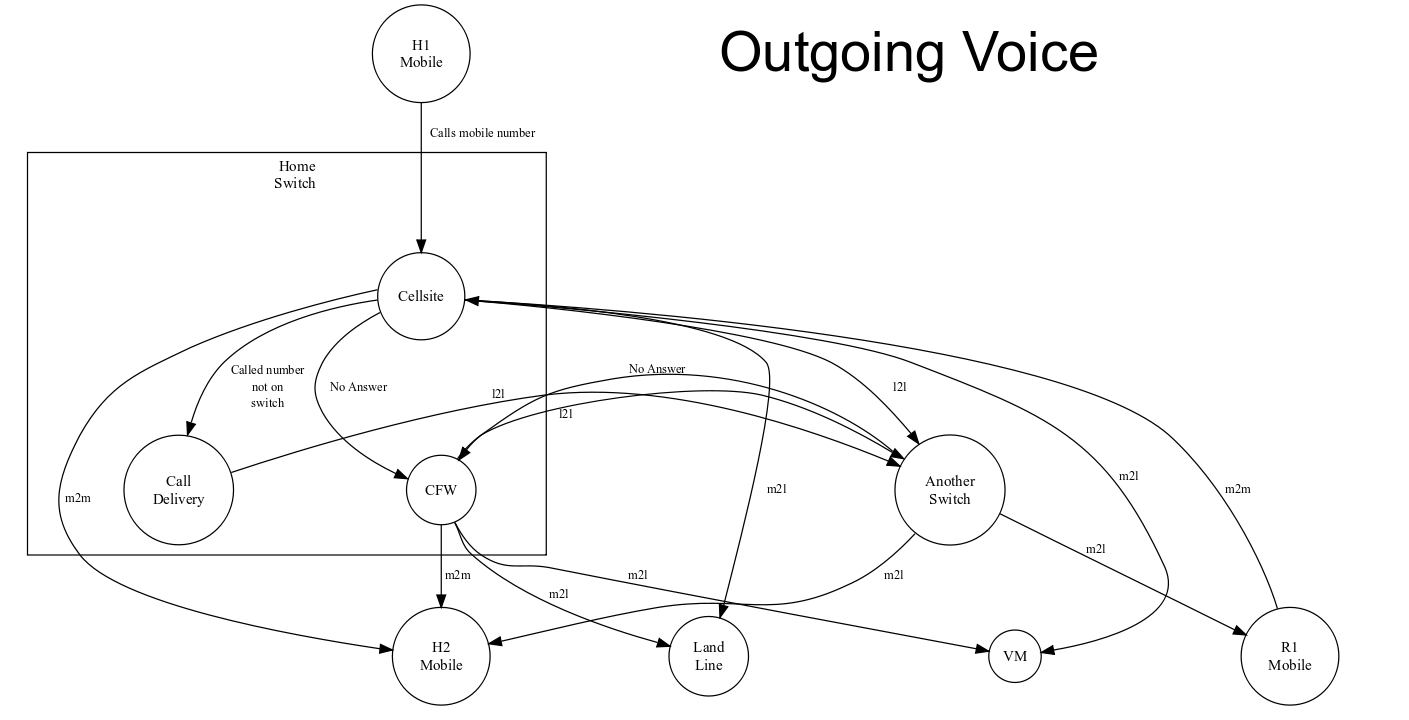 Outgoing Voice
H1
Mobile
Calls mobile number
Home
Switch
Cellsite
Called number
not on
switch
No Answer
No Answer
l2l
l2l
l2l
Call
Delivery
CFW
Another
Switch
m2m
m2l
m2l
m2m
m2l
m2m
m2l
m2l
m2l
H2
Mobile
Land
Line
VM
R1
Mobile